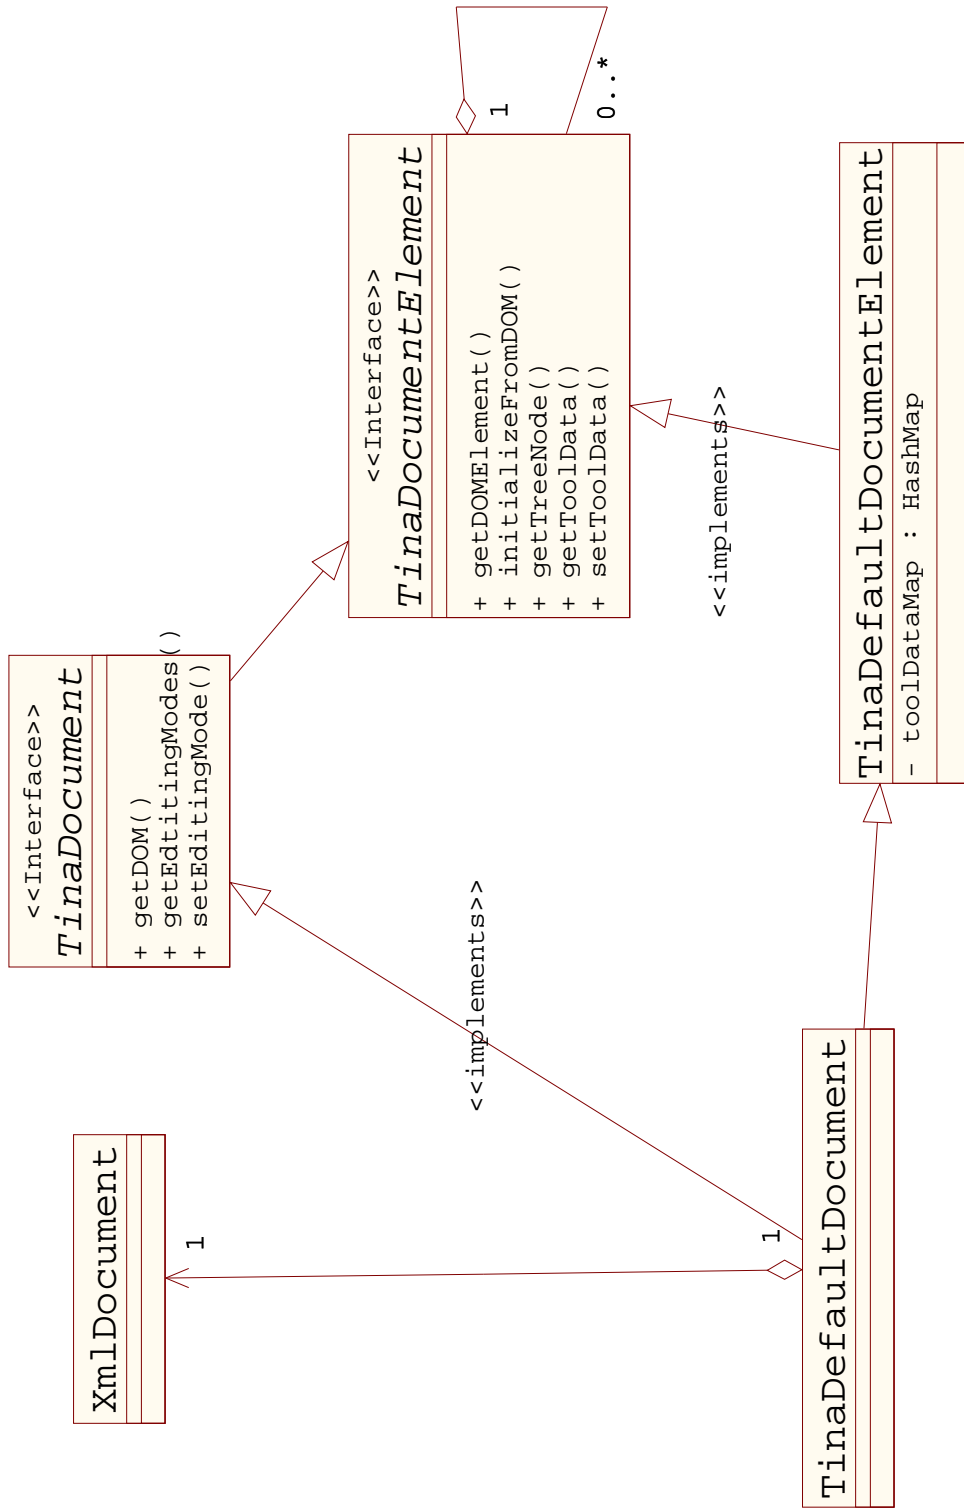 XmlDocument
1
<<Interface>>
TinaDocument
+ getDOM()
+ getEdtitingModes()
+ setEditingMode()
<<Interface>>
TinaDocumentElement
+ getDOMElement()
+ initializeFromDOM()
+ getTreeNode()
+ getToolData()
+ setToolData()
1
0..*
<<implements>>
<<implements>>
1
TinaDefaultDocument
TinaDefaultDocumentElement
- toolDataMap : HashMap